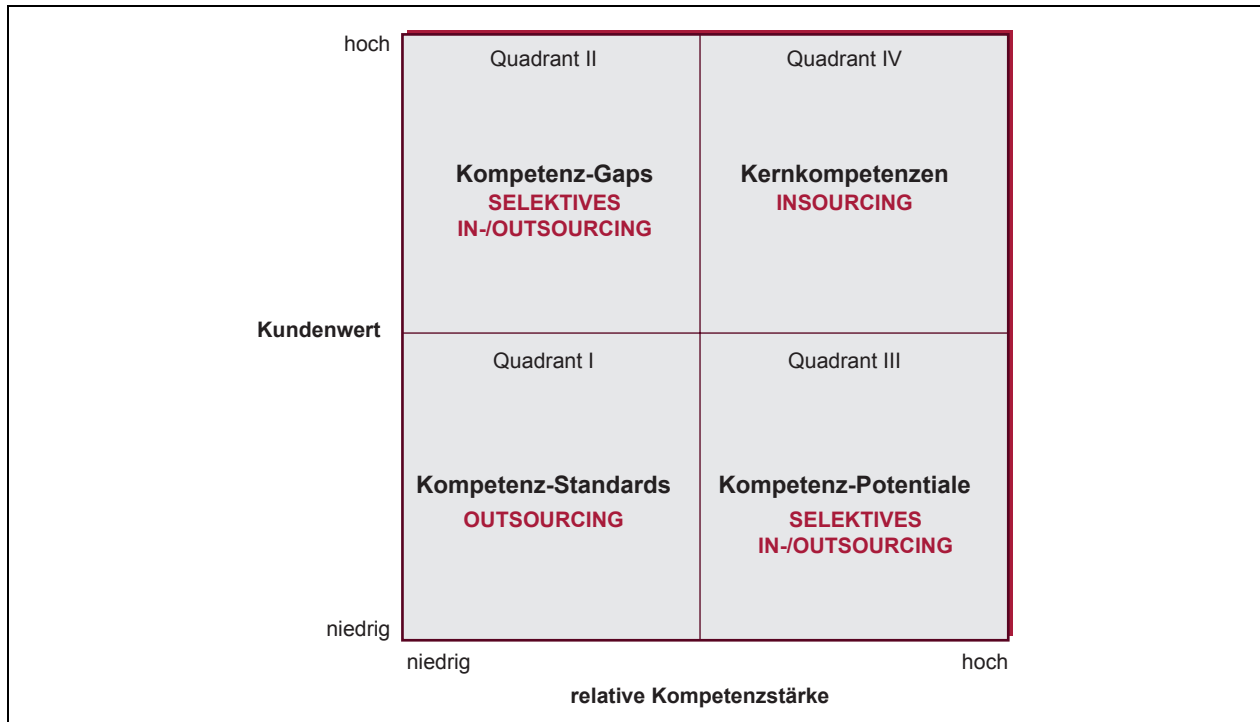 hoch
Quadrant II
Quadrant IV
Kompetenz-Gaps
SELEKTIVES
IN-/OUTSOURCING
Kernkompetenzen
INSOURCING
Kundenwert
Quadrant I
Quadrant III
Kompetenz-Standards
OUTSOURCING
Kompetenz-Potentiale
SELEKTIVES
IN-/OUTSOURCING
niedrig
niedrig
hoch
relative Kompetenzstärke